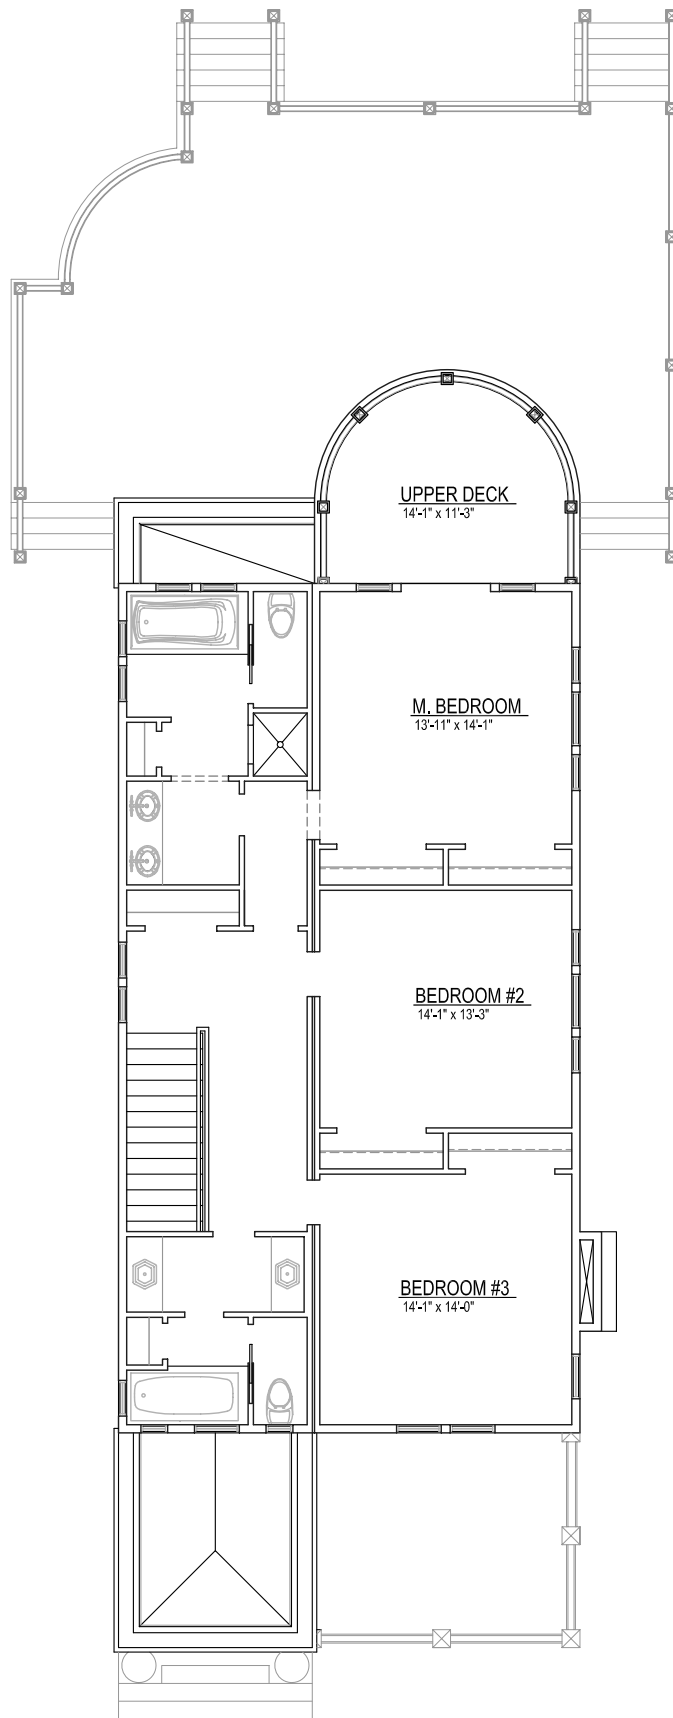 UPPER DECK
14'-1" x 11'-3"
M. BEDROOM
13'-11" x 14'-1"
BEDROOM #2
14'-1" x 13'-3"
BEDROOM #3
14'-1" x 14'-0"